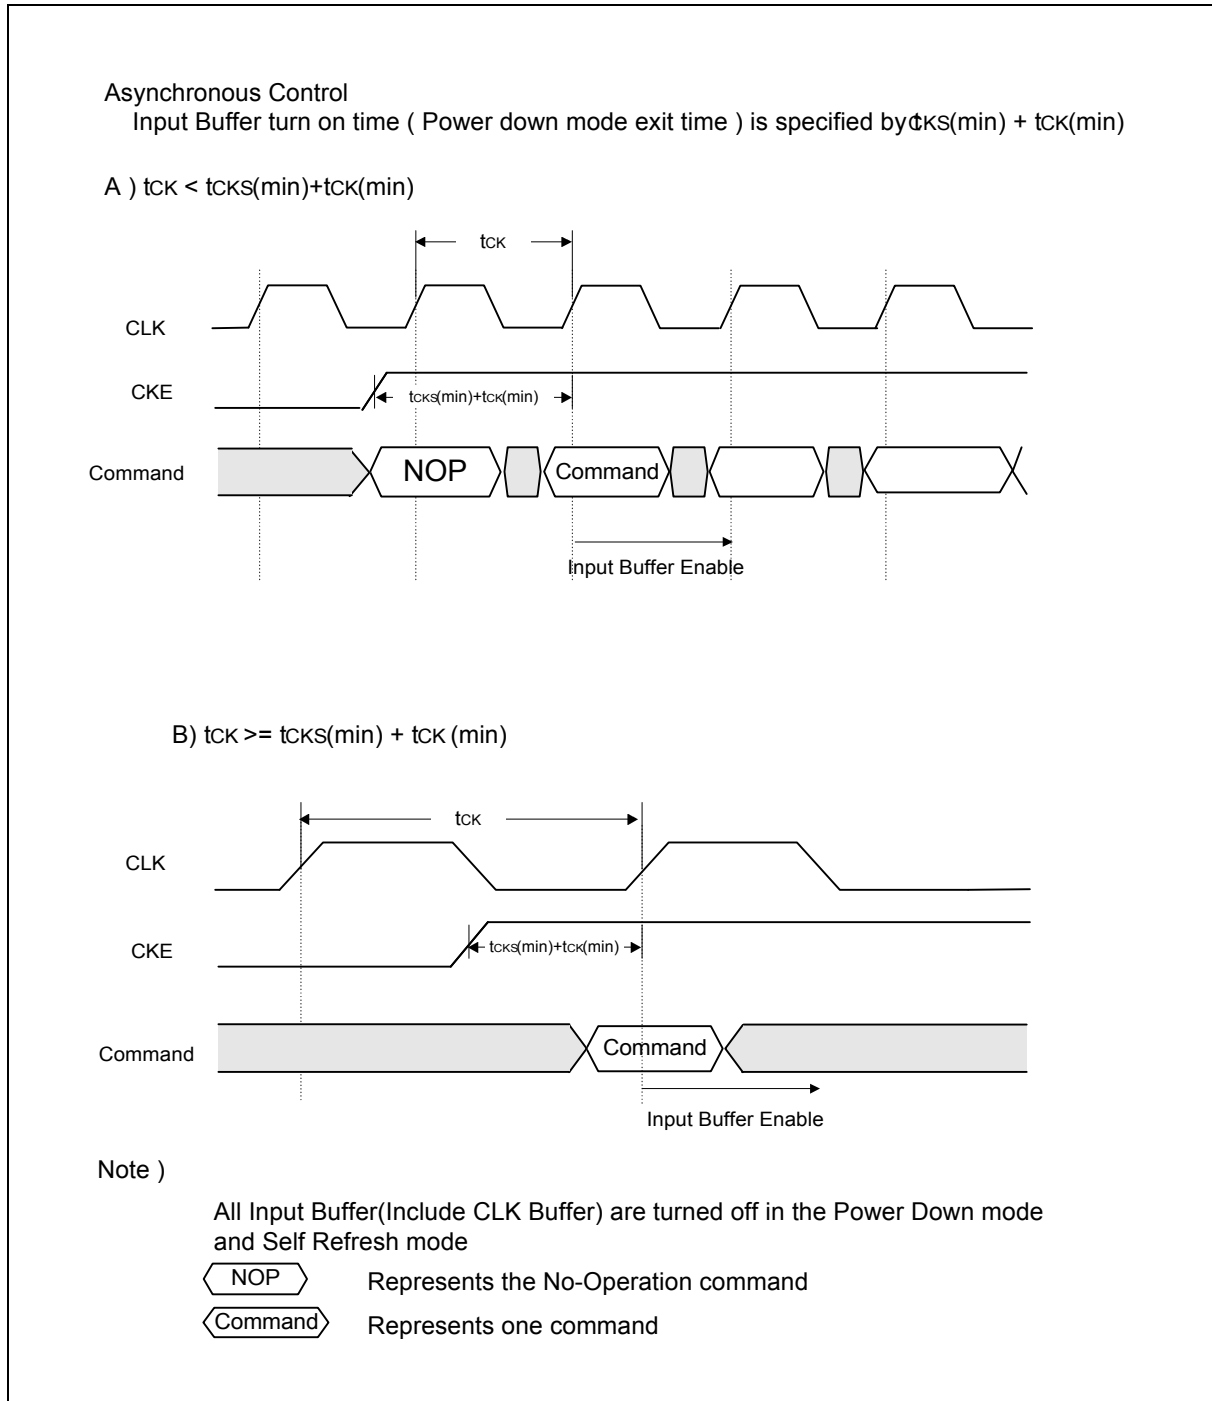 Asynchronous Control
Input Buffer turn on time ( Power down mode exit time ) is specified by tCKS(min) + tCK(min)
A ) tCK < tCKS(min)+tCK(min)
tCK
CLK
CKE
tCKS(min)+tCK(min)
Command
NOP
Command
Input Buffer Enable
B) tCK >= tCKS(min) + tCK (min)
tCK
CLK
CKE
tCKS(min)+tCK(min)
Command
Command
Input Buffer Enable
Note )
All Input Buffer(Include CLK Buffer) are turned off in the Power Down mode
and Self Refresh mode
NOP Represents the No-Operation command
Command Represents one command